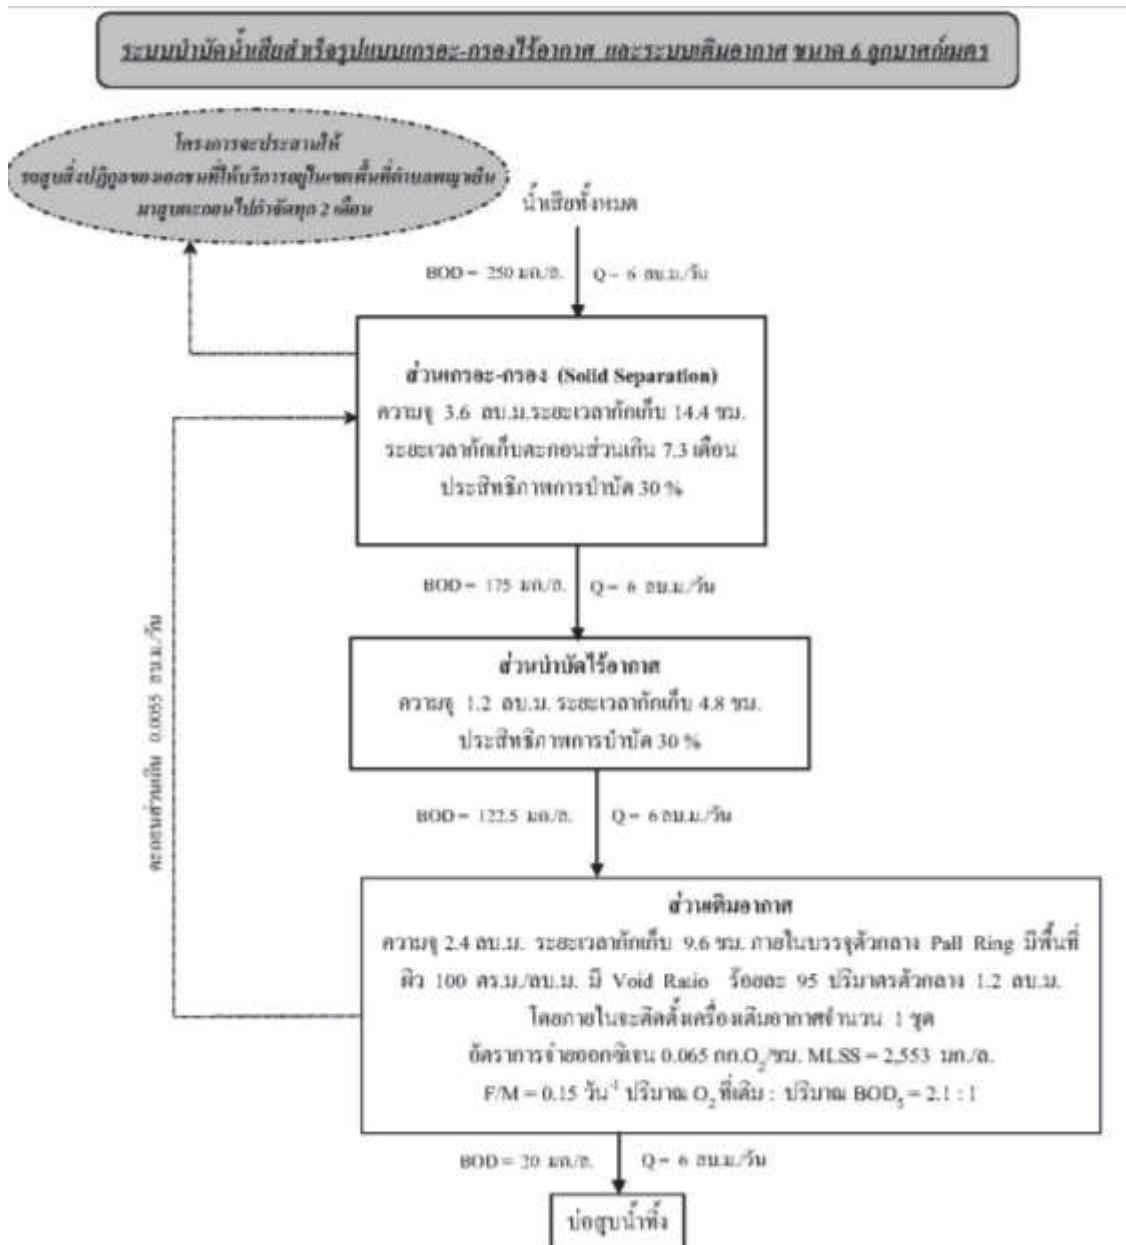 ระบบบำบัดน้ำเสียสำเร็จรูปแบบเกรอะ-กรองไร้อากาศ และระบบเติมอากาศ ขนาด 6 ลูกบาศก์เมตร
โครงการจะประสานให้
รถสูบสิ่งปฏิกูลของเอกชนที่ให้บริการอยู่ในเขตพื้นที่ตำบลพญาเย็น
มาสูบตะกอนไปกำจัดทุก 2 เดือน
น้ำเสียทั้งหมด
BOD = 250 มก./ล. Q = 6 ลบ.ม./วัน
ส่วนเกรอะ-กรอง (Solid Separation)
ความจุ 3.6 ลบ.ม.ระยะเวลากักเก็บ 14.4 ชม.
ระยะเวลากักเก็บตะกอนส่วนเกิน 7.3 เดือน
ประสิทธิภาพการบำบัด 30 %
BOD = 175 มก./ล. Q = 6 ลบ.ม./วัน
ส่วนบำบัดไร้อากาศ
ความจุ 1.2 ลบ.ม. ระยะเวลากักเก็บ 4.8 ชม.
ประสิทธิภาพการบำบัด 30 %
ตะกอนส่วนเกิน 0.0055 ลบ.ม./วัน
BOD = 122.5 มก./ล. Q = 6 ลบ.ม./วัน
ส่วนเติมอากาศ
ความจุ 2.4 ลบ.ม. ระยะเวลากักเก็บ 9.6 ชม. ภายในบรรจุตัวกลาง Pall Ring มีพื้นที่
ผิว 100 ตร.ม./ลบ.ม. มี Void Ratio ร้อยละ 95 ปริมาตรตัวกลาง 1.2 ลบ.ม.
โดยภายในจะติดตั้งเครื่องเติมอากาศจำนวน 1 ชุด
อัตราการจ่ายออกซิเจน 0.065 กก.O₂/ชม. MLSS = 2,553 มก./ล.
F/M = 0.15 วัน⁻¹ ปริมาณ O₂ ที่เติม : ปริมาณ BOD₅ = 2.1 : 1
BOD = 20 มก./ล. Q = 6 ลบ.ม./วัน
บ่อสูบน้ำทิ้ง